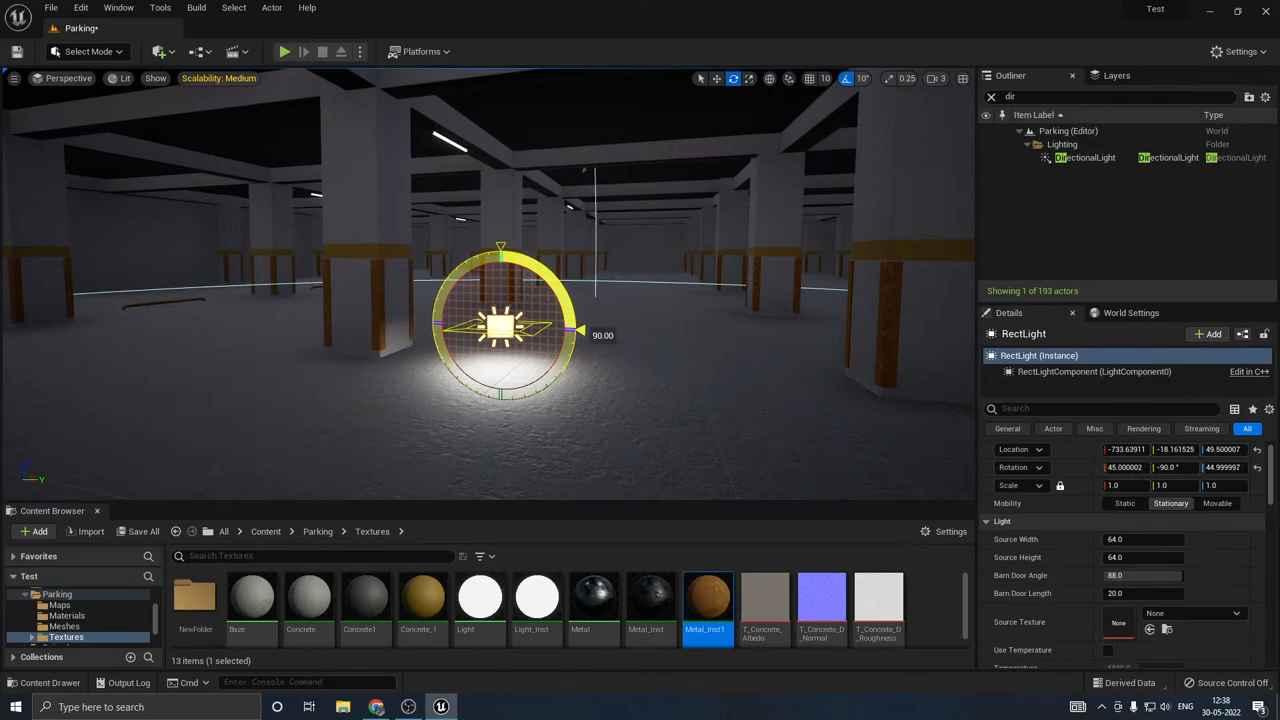 File Edit Window Tools Build Select Actor Help
Test
Parking*
Select Mode
Platforms
Settings
Perspective Lit Show Scalability: Medium
10 10° 0.25 3
90.00
Outliner Layers
dir
Item Label Type
Parking (Editor) World
Lighting Folder
DirectionalLight DirectionalLight DirectionalLight
Showing 1 of 193 actors
Details World Settings
RectLight Add
RectLight (Instance)
RectLightComponent (LightComponent0) Edit in C++
Search
General Actor Misc Rendering Streaming All
Location -733.63911 -18.161525 49.500007
Rotation 45.000002 -90.0 ° 44.999997
Scale 1.0 1.0 1.0
Mobility Static Stationary Movable
Light
Source Width 64.0
Source Height 64.0
Barn Door Angle 88.0
Barn Door Length 20.0
Source Texture None None
Use Temperature
Content Browser
Add Import Save All All Content Parking Textures Settings
Favorites
Search Textures
Test
Parking
Maps
Materials
Meshes
Textures
Collections
NewFolder Baze Concrete Concrete1 Concrete_1 Light Light_Inst Metal Metal_Inst Metal_Inst1 T_Concrete_Albedo T_Concrete_D_Normal T_Concrete_D_Roughness
13 items (1 selected)
Content Drawer Output Log Cmd Enter Console Command Derived Data Source Control Off
Type here to search
ENG
12:38
30-05-2022
3